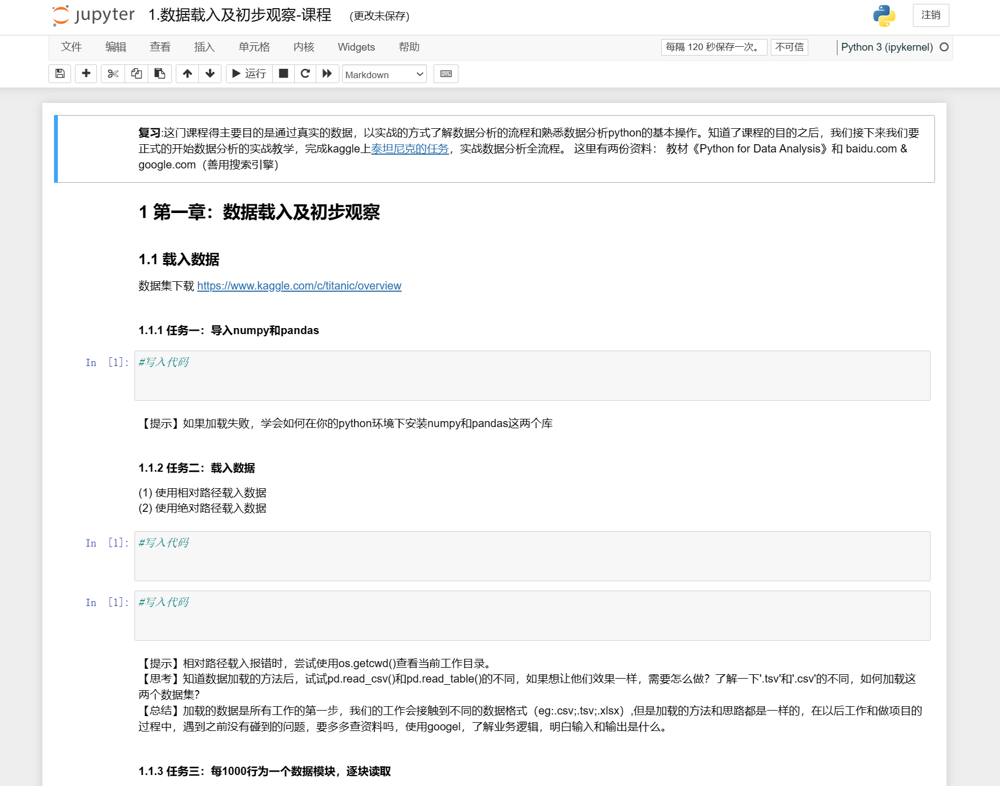 jupyter 1.数据载入及初步观察-课程 (更改未保存) 注销
文件 编辑 查看 插入 单元格 内核 Widgets 帮助 每隔 120 秒保存一次。 不可信 Python 3 (ipykernel)
运行 Markdown
复习:这门课程得主要目的是通过真实的数据，以实战的方式了解数据分析的流程和熟悉数据分析python的基本操作。知道了课程的目的之后，我们接下来我们要
正式的开始数据分析的实战教学，完成kaggle上泰坦尼克的任务，实战数据分析全流程。 这里有两份资料： 教材《Python for Data Analysis》和 baidu.com &
google.com（善用搜索引擎）
1 第一章：数据载入及初步观察
1.1 载入数据
数据集下载 https://www.kaggle.com/c/titanic/overview
1.1.1 任务一：导入numpy和pandas
In [1]: #写入代码
【提示】如果加载失败，学会如何在你的python环境下安装numpy和pandas这两个库
1.1.2 任务二：载入数据
(1) 使用相对路径载入数据
(2) 使用绝对路径载入数据
In [1]: #写入代码
In [1]: #写入代码
【提示】相对路径载入报错时，尝试使用os.getcwd()查看当前工作目录。
【思考】知道数据加载的方法后，试试pd.read_csv()和pd.read_table()的不同，如果想让他们效果一样，需要怎么做？了解一下'.tsv'和'.csv'的不同，如何加载这
两个数据集？
【总结】加载的数据是所有工作的第一步，我们的工作会接触到不同的数据格式（eg:.csv;.tsv;.xlsx）,但是加载的方法和思路都是一样的，在以后工作和做项目的
过程中，遇到之前没有碰到的问题，要多多查资料吗，使用googel，了解业务逻辑，明白输入和输出是什么。
1.1.3 任务三：每1000行为一个数据模块，逐块读取